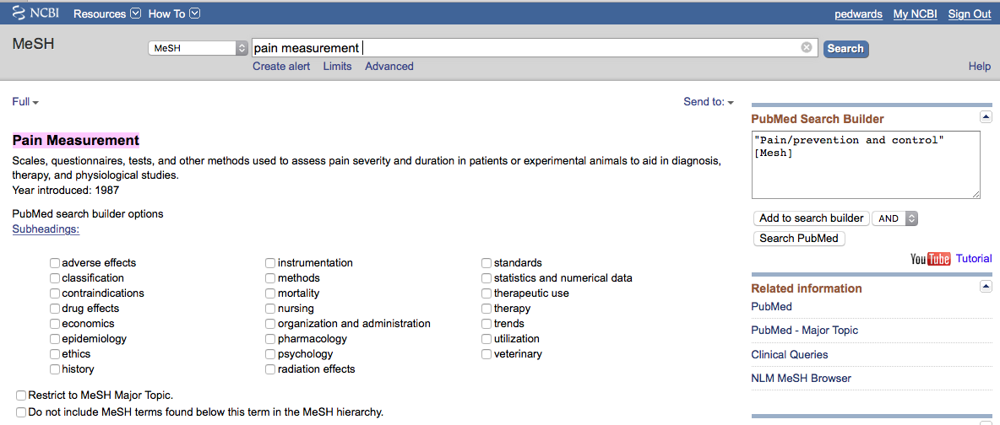 NCBI Resources How To pedwards My NCBI Sign Out
MeSH MeSH pain measurement Search
Create alert Limits Advanced Help
Full Send to:
Pain Measurement
Scales, questionnaires, tests, and other methods used to assess pain severity and duration in patients or experimental animals to aid in diagnosis,
therapy, and physiological studies.
Year introduced: 1987
PubMed search builder options
Subheadings:
adverse effects instrumentation standards
classification methods statistics and numerical data
contraindications mortality therapeutic use
drug effects nursing therapy
economics organization and administration trends
epidemiology pharmacology utilization
ethics psychology veterinary
history radiation effects
Restrict to MeSH Major Topic.
Do not include MeSH terms found below this term in the MeSH hierarchy.
PubMed Search Builder
"Pain/prevention and control"
[Mesh]
Add to search builder AND
Search PubMed
YouTube Tutorial
Related information
PubMed
PubMed - Major Topic
Clinical Queries
NLM MeSH Browser